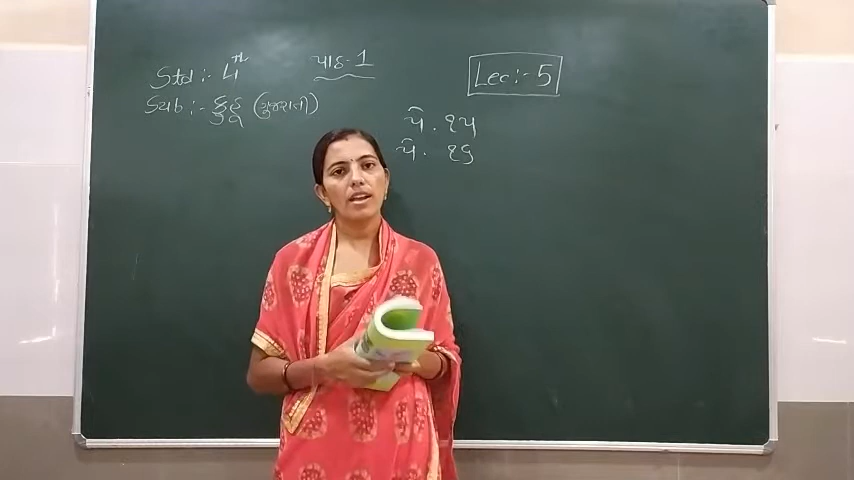 Std :- 4th
પાઠ-1
Lec :- 5
Sub :- કુહૂ (ગુજરાતી)
પે. ૧૫
પે. ૧૬